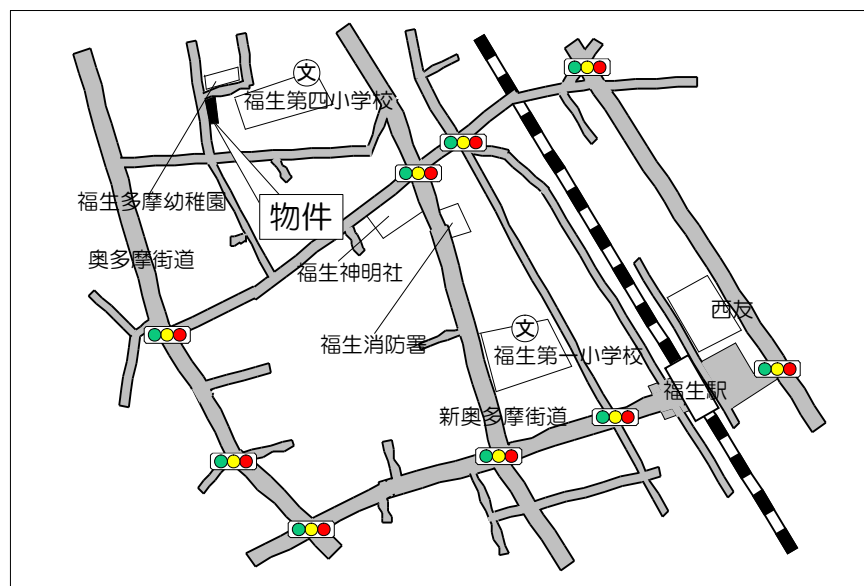 文
福生第四小学校
福生多摩幼稚園
物件
奥多摩街道
福生神明社
福生消防署
西友
文
福生第一小学校
福生駅
新奥多摩街道